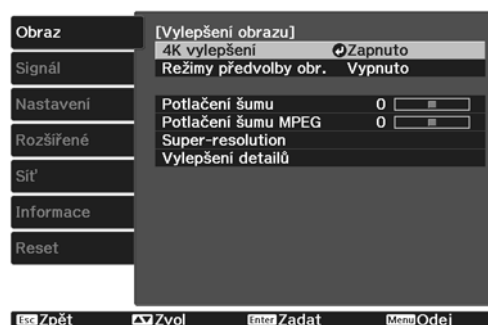 Obraz
Signál
Nastavení
Rozšířené
Síť
Informace
Reset
[Vylepšení obrazu]
4K vylepšení Zapnuto
Režimy předvolby obr. Vypnuto
Potlačení šumu 0
Potlačení šumu MPEG 0
Super-resolution
Vylepšení detailů
Esc Zpět Zvol Enter Zadat Menu Odej